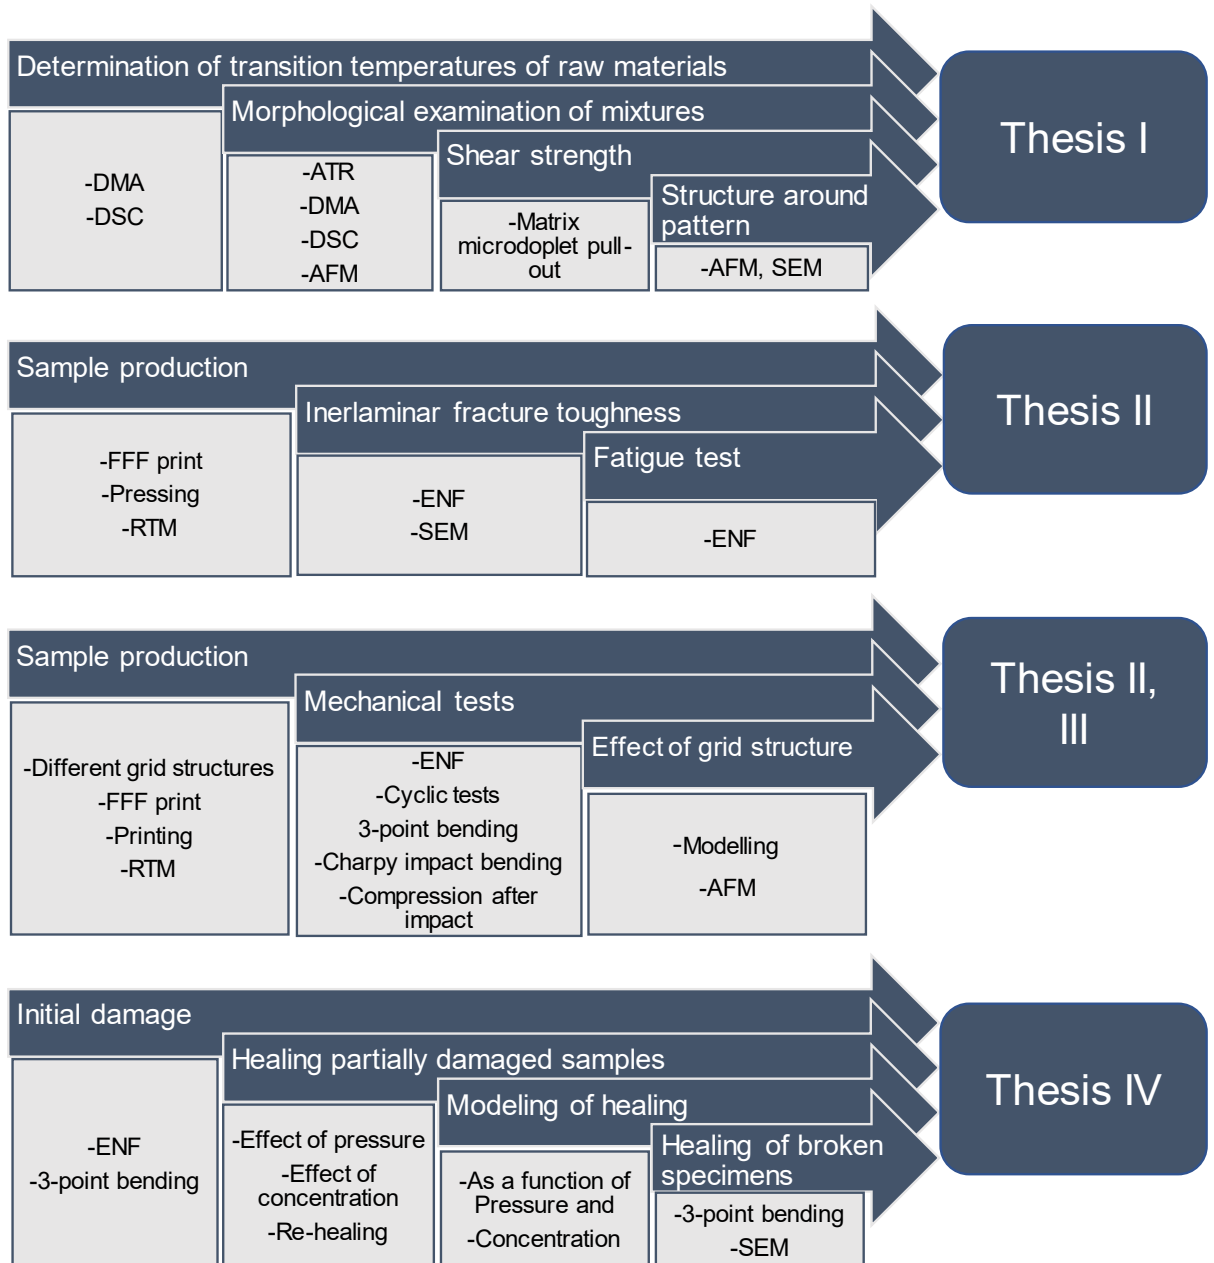 Determination of transition temperatures of raw materials
-DMA
-DSC
Morphological examination of mixtures
-ATR
-DMA
-DSC
-AFM
Shear strength
-Matrix
microdoplet pull-
out
Structure around
pattern
-AFM, SEM
Thesis I
Sample production
-FFF print
-Pressing
-RTM
Inerlaminar fracture toughness
-ENF
-SEM
Fatigue test
-ENF
Thesis II
Sample production
-Different grid structures
-FFF print
-Printing
-RTM
Mechanical tests
-ENF
-Cyclic tests
3-point bending
-Charpy impact bending
-Compression after
impact
Effect of grid structure
-Modelling
-AFM
Thesis II,
III
Initial damage
-ENF
-3-point bending
Healing partially damaged samples
-Effect of pressure
-Effect of
concentration
-Re-healing
Modeling of healing
-As a function of
Pressure and
-Concentration
Healing of broken
specimens
-3-point bending
-SEM
Thesis IV